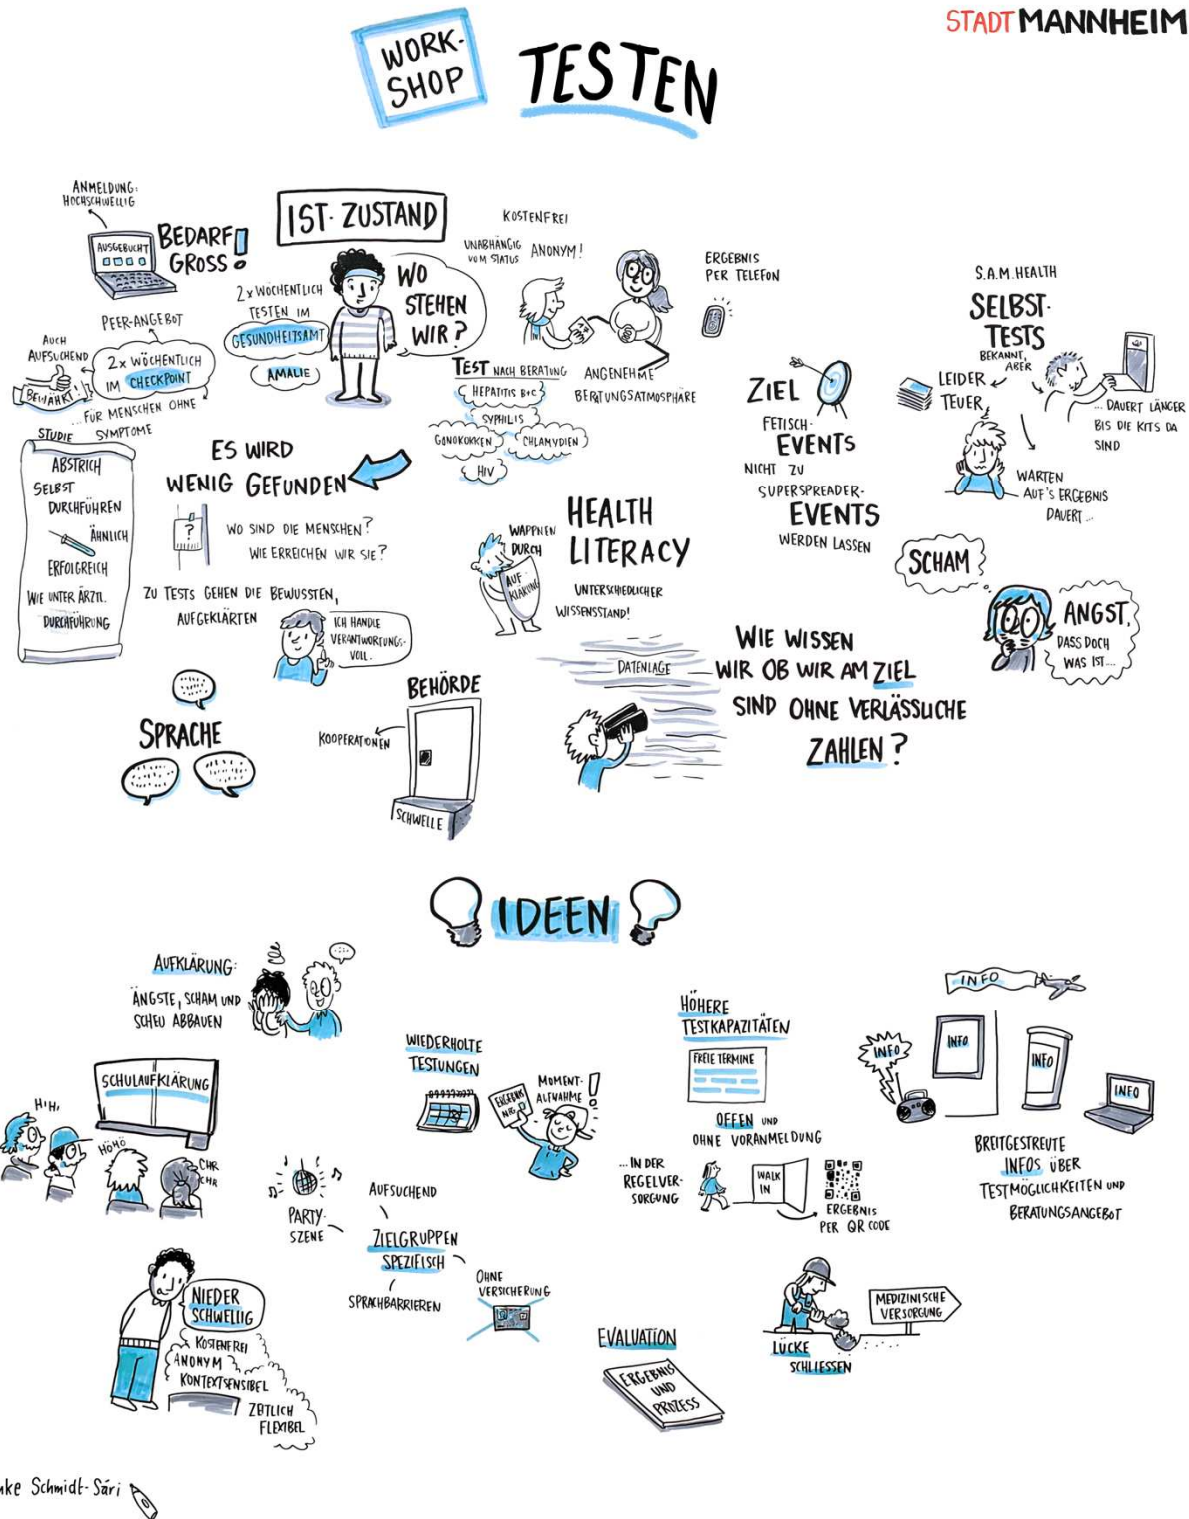 STADT MANNHEIM
WORK-
SHOP
TESTEN
ANMELDUNG:
HOCHSCHWELLIG
AUSGEBUCHT
BEDARF
GROSS!
IST-ZUSTAND
WO
STEHEN
WIR?
2 x WÖCHENTLICH
TESTEN IM
GESUNDHEITSAMT
AMALIE
PEER-ANGEBOT
2x WÖCHENTLICH
IM CHECKPOINT
AUCH
AUFSUCHEND
BEWÄHRT!
... FÜR MENSCHEN OHNE
SYMPTOME
KOSTENFREI
UNABHÄNGIG
VOM STATUS
ANONYM!
ERGEBNIS
PER TELEFON
ANGENEHME
BERATUNGSATMOSPHÄRE
TEST NACH BERATUNG
HEPATITIS B+C
SYPHILIS
GONOKOKKEN
CHLAMYDIEN
HIV
ZIEL
FETISCH-
EVENTS
NICHT ZU
SUPERSPREADER-
EVENTS
WERDEN LASSEN
S.A.M. HEALTH
SELBST-
TESTS
BEKANNT,
ABER
LEIDER
TEUER
... DAUERT LÄNGER
BIS DIE KITS DA
SIND
WARTEN
AUF'S ERGEBNIS
DAUERT...
STUDIE
ABSTRICH
SELBST
DURCHFÜHREN
ÄHNLICH
ERFOLGREICH
WIE UNTER ÄRZTL.
DURCHFÜHRUNG
ES WIRD
WENIG GEFUNDEN
?
WO SIND DIE MENSCHEN?
WIE ERREICHEN WIR SIE?
ZU TESTS GEHEN DIE BEWUSSTEN,
AUFGEKLÄRTEN
ICH HANDLE
VERANTWORTUNGS-
VOLL.
WAPPNEN
DURCH
AUF-
KLÄRUNG
HEALTH
LITERACY
UNTERSCHIEDLICHER
WISSENSSTAND!
SCHAM
ANGST,
DASS DOCH
WAS IST...
SPRACHE
KOOPERATIONEN
BEHÖRDE
SCHWELLE
DATENLAGE
WIE WISSEN
WIR OB WIR AM ZIEL
SIND OHNE VERLÄSSLICHE
ZAHLEN?
IDEEN
AUFKLÄRUNG:
ÄNGSTE, SCHAM UND
SCHEU ABBAUEN
SCHULAUFKLÄRUNG
HIHI
HÖHÖ
CHR
CHR
WIEDERHOLTE
TESTUNGEN
ERGEBNIS
NEG.
MOMENT-
AUFNAHME!
HÖHERE
TESTKAPAZITÄTEN
FREIE TERMINE
OFFEN UND
OHNE VORANMELDUNG
...IN DER
REGELVER-
SORGUNG
WALK
IN
ERGEBNIS
PER QR CODE
INFO
INFO
INFO
INFO
INFO
BREITGESTREUTE
INFOS ÜBER
TESTMÖGLICHKEITEN UND
BERATUNGSANGEBOT
PARTY-
SZENE
AUFSUCHEND
ZIELGRUPPEN
SPEZIFISCH
SPRACHBARRIEREN
OHNE
VERSICHERUNG
NIEDER
SCHWELLIG
KOSTENFREI
ANONYM
KONTEXTSENSIBEL
ZEITLICH
FLEXIBEL
EVALUATION
ERGEBNIS
UND
PROZESS
LÜCKE
SCHLIESSEN
MEDIZINISCHE
VERSORGUNG
nke Schmidt-Sári